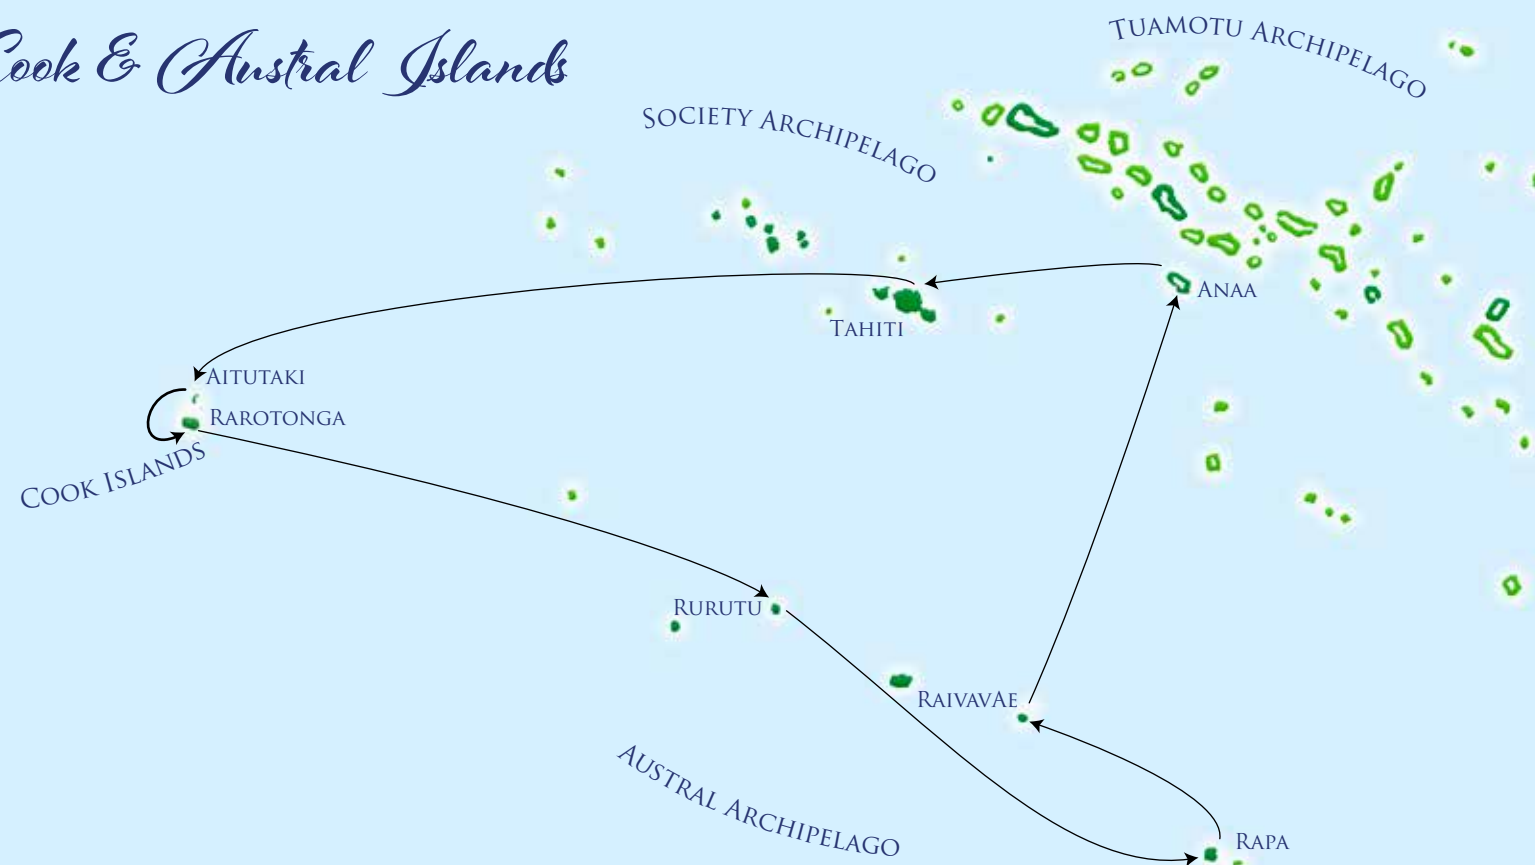 Cook & Austral Islands
Tuamotu Archipelago
Society Archipelago
Anaa
Tahiti
Aitutaki
Rarotonga
Cook Islands
Rurutu
RaivavAe
Austral Archipelago
Rapa